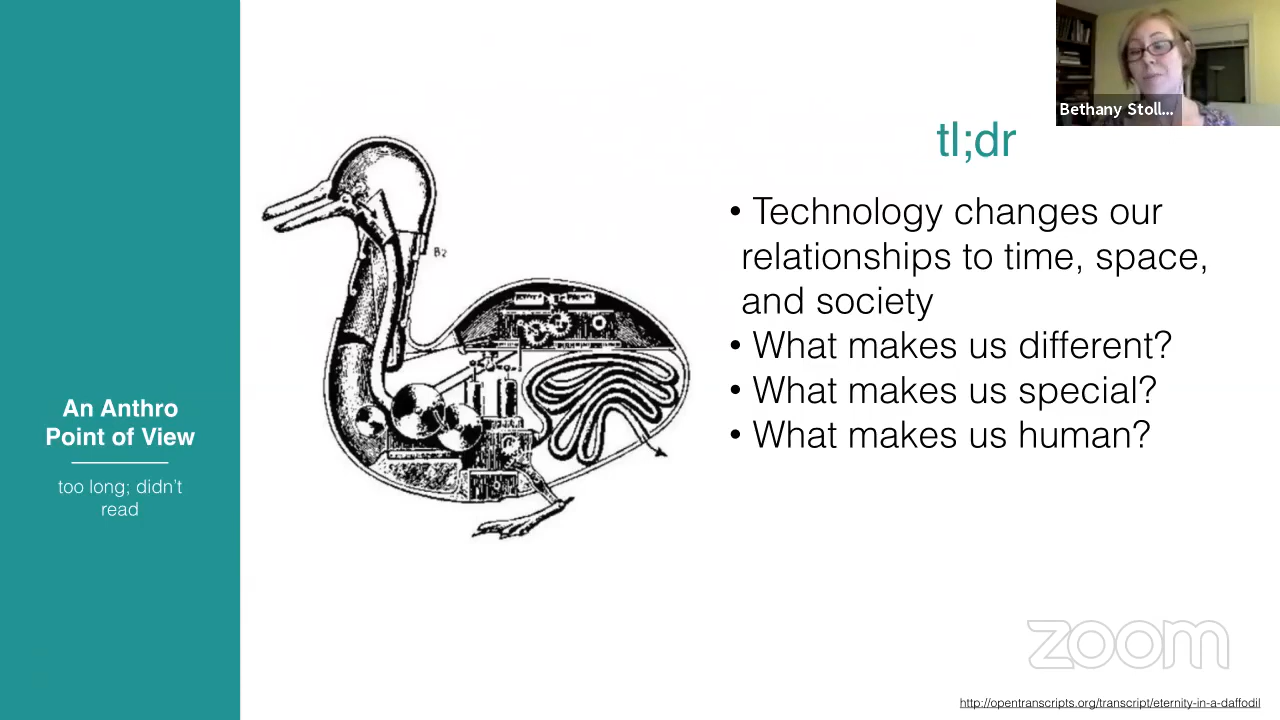 Bethany Stoll...
tl;dr
• Technology changes our
relationships to time, space,
and society
• What makes us different?
• What makes us special?
• What makes us human?
B2
An Anthro
Point of View
too long; didn't
read
zoom
http://opentranscripts.org/transcript/eternity-in-a-daffodil